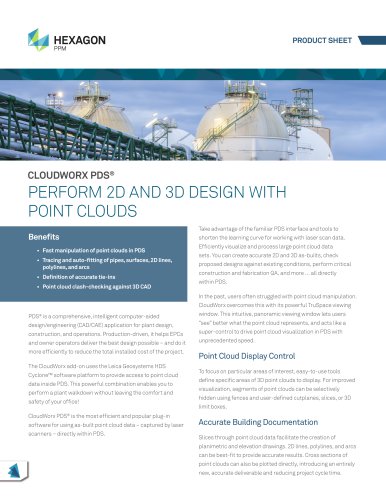 HEXAGON
PPM
PRODUCT SHEET
CLOUDWORX PDS®
PERFORM 2D AND 3D DESIGN WITH
POINT CLOUDS
Benefits
• Fast manipulation of point clouds in PDS
• Tracing and auto-fitting of pipes, surfaces, 2D lines,
polylines, and arcs
• Definition of accurate tie-ins
• Point cloud clash-checking against 3D CAD
PDS® is a comprehensive, intelligent computer-aided
design/engineering (CAD/CAE) application for plant design,
construction, and operations. Production-driven, it helps EPCs
and owner operators deliver the best design possible – and do it
more efficiently to reduce the total installed cost of the project.
The CloudWorx add-on uses the Leica Geosystems HDS
Cyclone™ software platform to provide access to point cloud
data inside PDS. This powerful combination enables you to
perform a plant walkdown without leaving the comfort and
safety of your office!
CloudWorx PDS® is the most efficient and popular plug-in
software for using as-built point cloud data – captured by laser
scanners – directly within PDS.
Take advantage of the familiar PDS interface and tools to
shorten the learning curve for working with laser scan data.
Efficiently visualize and process large point cloud data
sets. You can create accurate 2D and 3D as-builts, check
proposed designs against existing conditions, perform critical
construction and fabrication QA, and more ... all directly
within PDS.
In the past, users often struggled with point cloud manipulation.
CloudWorx overcomes this with its powerful TruSpace viewing
window. This intuitive, panoramic viewing window lets users
"see" better what the point cloud represents, and acts like a
super-control to drive point cloud visualization in PDS with
unprecedented speed.
Point Cloud Display Control
To focus on particular areas of interest, easy-to-use tools
define specific areas of 3D point clouds to display. For improved
visualization, segments of point clouds can be selectively
hidden using fences and user-defined cutplanes, slices, or 3D
limit boxes.
Accurate Building Documentation
Slices through point cloud data facilitate the creation of
planimetric and elevation drawings. 2D lines, polylines, and arcs
can be best-fit to provide accurate results. Cross sections of
point clouds can also be plotted directly, introducing an entirely
new, accurate deliverable and reducing project cycle time.